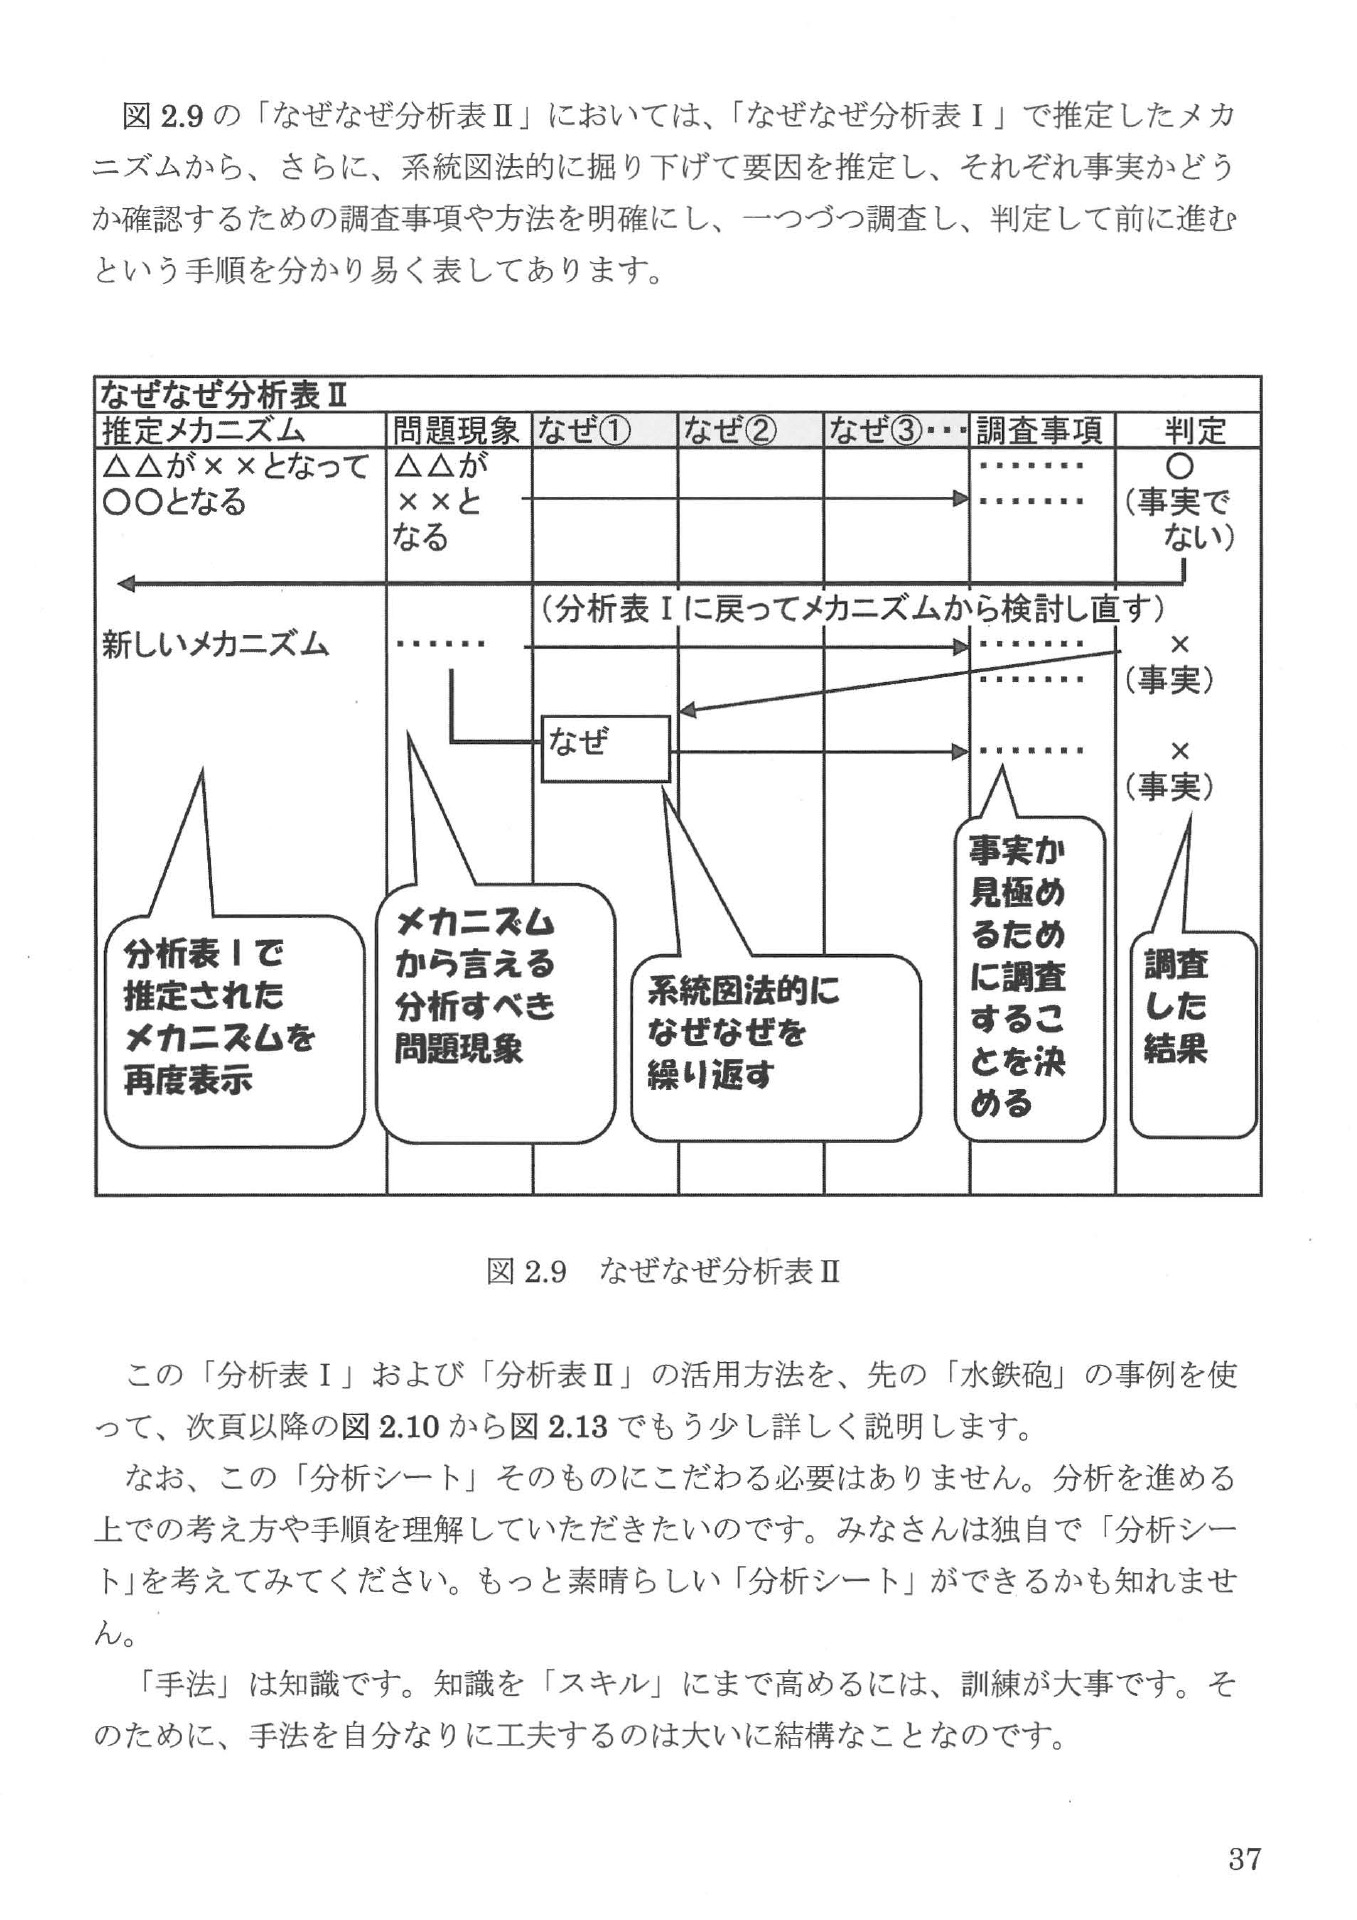 図 2.9 の「なぜなぜ分析表Ⅱ」においては、「なぜなぜ分析表Ⅰ」で推定したメカ
ニズムから、さらに、系統図法的に掘り下げて要因を推定し、それぞれ事実かどう
か確認するための調査事項や方法を明確にし、一つづつ調査し、判定して前に進む
という手順を分かり易く表してあります。
なぜなぜ分析表Ⅱ
推定メカニズム 問題現象 なぜ① なぜ② なぜ③・・・ 調査事項 判定
△△が××となって
〇〇となる
△△が
××と
なる
・・・・・・・
・・・・・・・
〇
(事実で
ない)
(分析表Ⅰに戻ってメカニズムから検討し直す)
新しいメカニズム
・・・・・・
・・・・・・・
・・・・・・・
×
(事実)
なぜ
・・・・・・・
×
(事実)
分析表Ⅰで
推定された
メカニズムを
再度表示
メカニズム
から言える
分析すべき
問題現象
系統図法的に
なぜなぜを
繰り返す
事実か
見極め
るため
に調査
するこ
とを決
める
調査
した
結果
図 2.9 なぜなぜ分析表Ⅱ
この「分析表Ⅰ」および「分析表Ⅱ」の活用方法を、先の「水鉄砲」の事例を使
って、次頁以降の図 2.10 から図 2.13 でもう少し詳しく説明します。
なお、この「分析シート」そのものにこだわる必要はありません。分析を進める
上での考え方や手順を理解していただきたいのです。みなさんは独自で「分析シー
ト」を考えてみてください。もっと素晴らしい「分析シート」ができるかも知れませ
ん。
「手法」は知識です。知識を「スキル」にまで高めるには、訓練が大事です。そ
のために、手法を自分なりに工夫するのは大いに結構なことなのです。
37